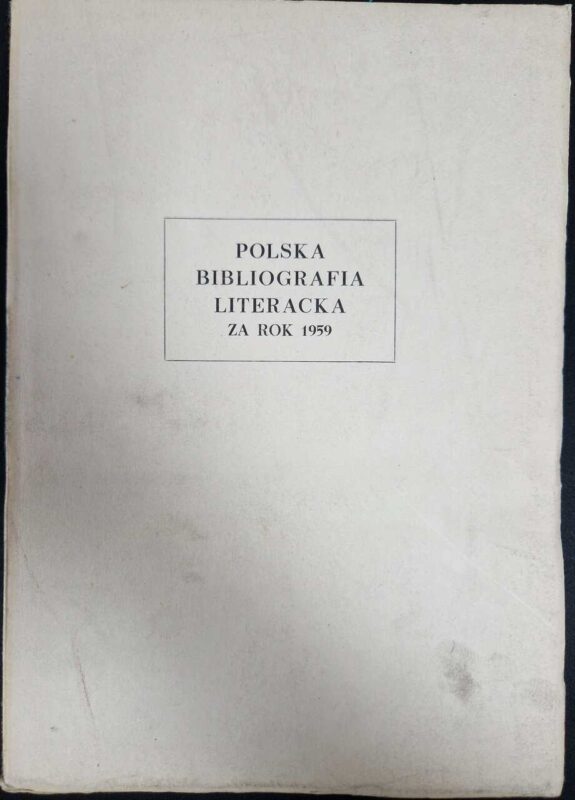 POLSKA
BIBLIOGRAFIA
LITERACKA
ZA ROK 1959